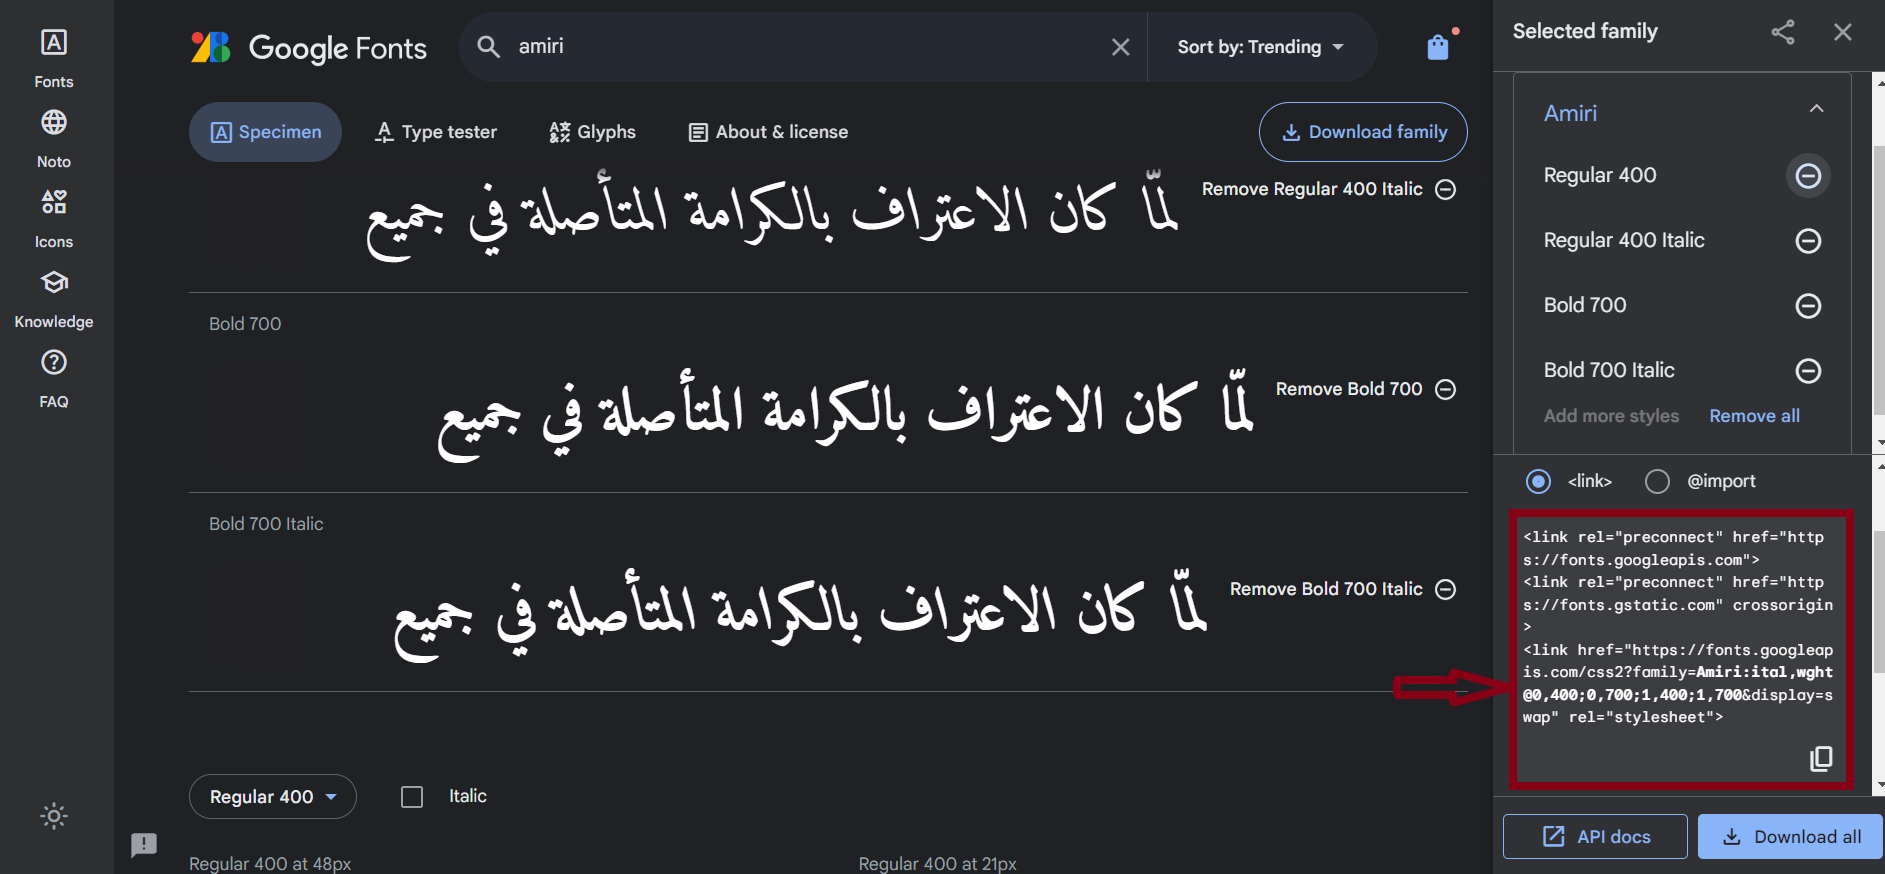 Fonts
Noto
Icons
Knowledge
FAQ
Google Fonts
amiri
Sort by: Trending
Specimen
Type tester
Glyphs
About & license
Download family
لمّا كان الاعتراف بالكرامة المتأصلة في جميع
Remove Regular 400 Italic
Bold 700
لمّا كان الاعتراف بالكرامة المتأصلة في جميع
Remove Bold 700
Bold 700 Italic
لمّا كان الاعتراف بالكرامة المتأصلة في جميع
Remove Bold 700 Italic
Regular 400
Italic
Regular 400 at 48px
Regular 400 at 21px
Selected family
Amiri
Regular 400
Regular 400 Italic
Bold 700
Bold 700 Italic
Add more styles
Remove all
<link>
@import
<link rel="preconnect" href="http
s://fonts.googleapis.com">
<link rel="preconnect" href="http
s://fonts.gstatic.com" crossorigin
>
<link href="https://fonts.googleap
is.com/css2?family=Amiri:ital,wght
@0,400;0,700;1,400;1,700&display=s
wap" rel="stylesheet">
API docs
Download all